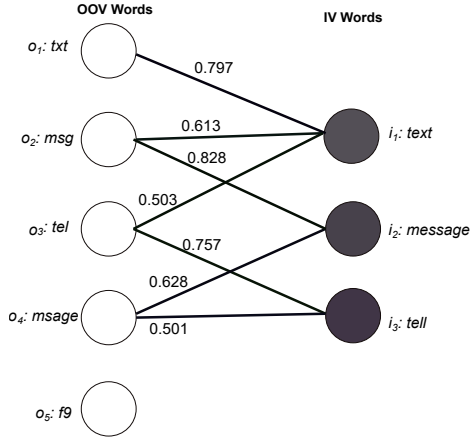 OOV Words
IV Words
o1: txt
0.797
0.613
o2: msg
i1: text
0.828
0.503
o3: tel
i2: message
0.757
0.628
o4: msage
0.501
i3: tell
o5: f9